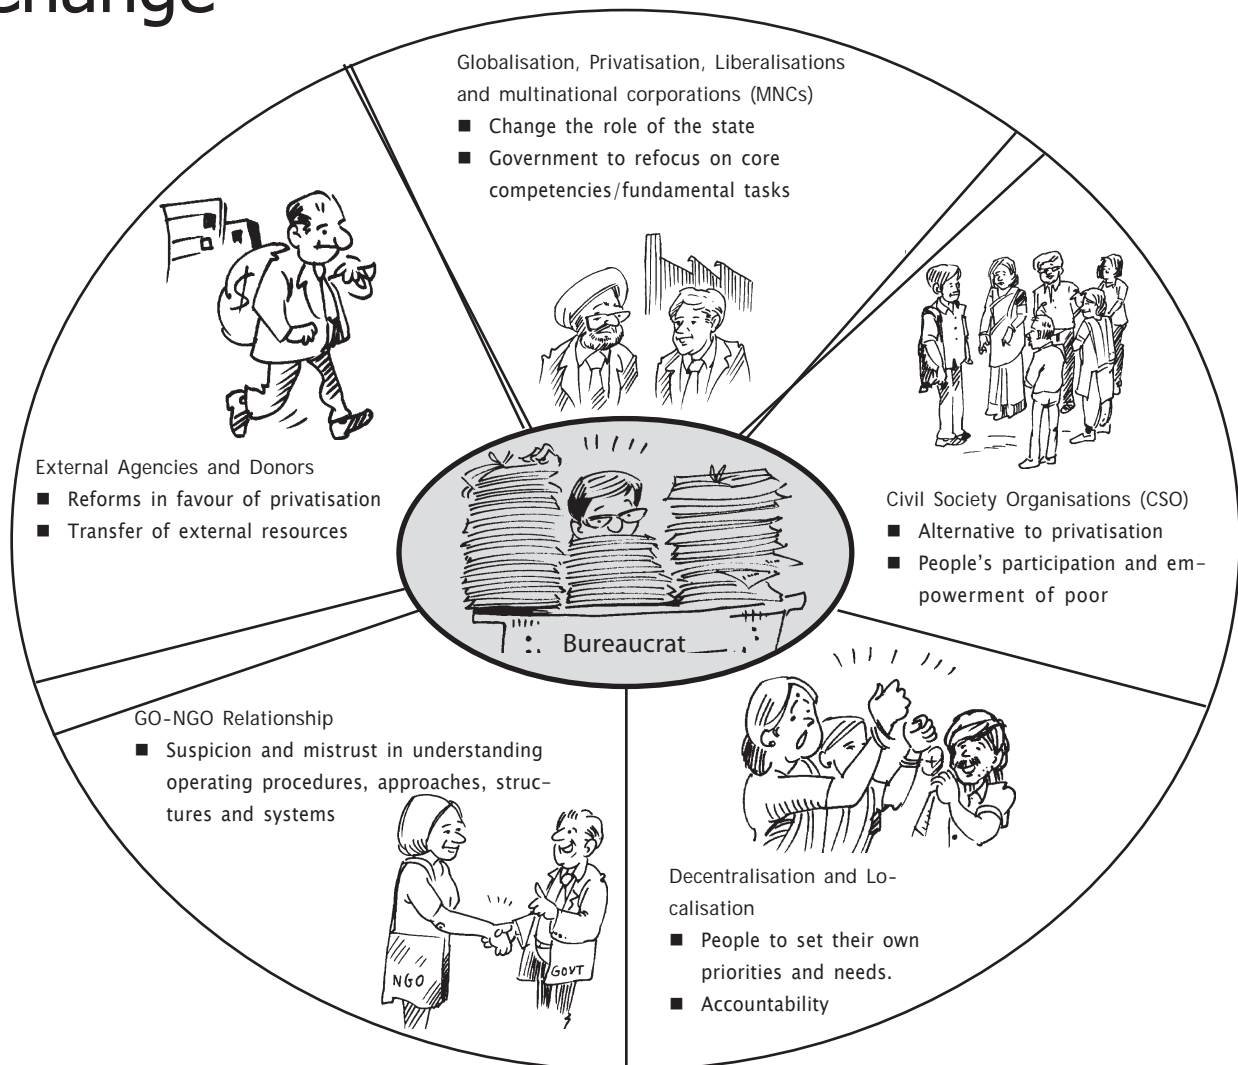 change
Globalisation, Privatisation, Liberalisations
and multinational corporations (MNCs)
■ Change the role of the state
■ Government to refocus on core
competencies/fundamental tasks
$
External Agencies and Donors
■ Reforms in favour of privatisation
■ Transfer of external resources
Civil Society Organisations (CSO)
■ Alternative to privatisation
■ People's participation and em-
powerment of poor
Bureaucrat
GO-NGO Relationship
■ Suspicion and mistrust in understanding
operating procedures, approaches, struc-
tures and systems
NGO
GOVT
Decentralisation and Lo-
calisation
■ People to set their own
priorities and needs.
■ Accountability